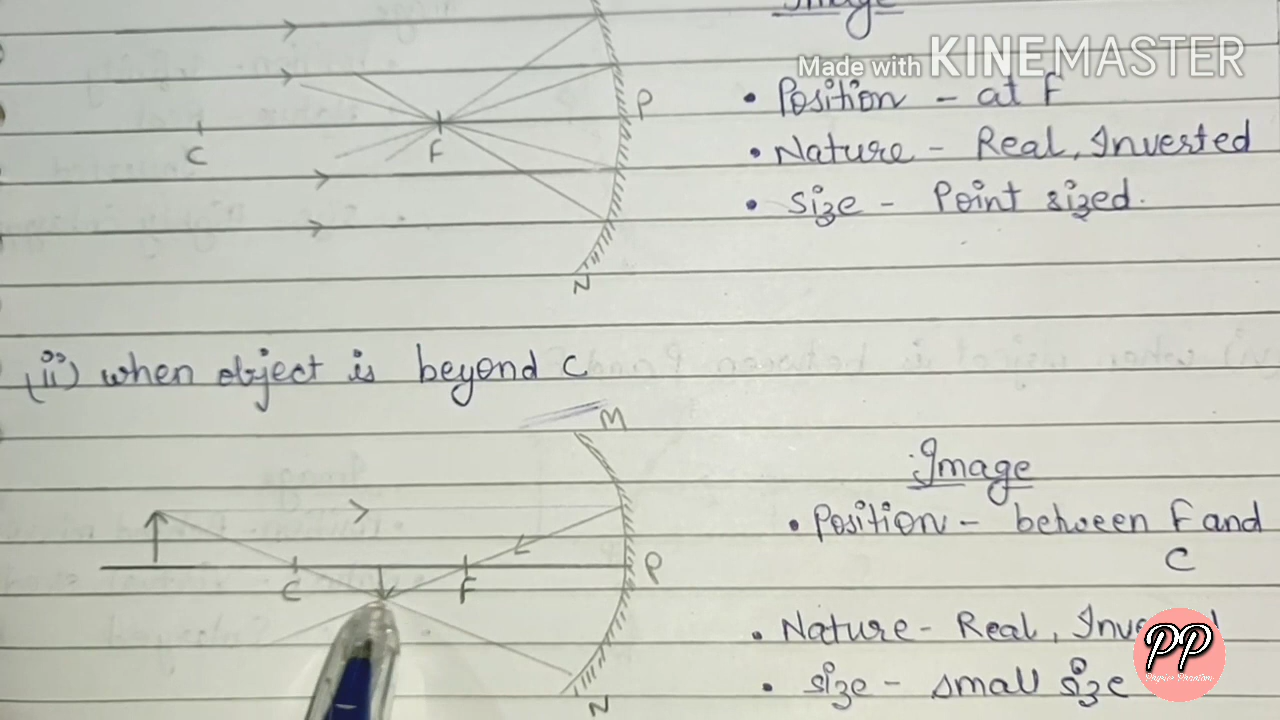 Image
Made with KINEMASTER
P
• Position - at F
C
F
• Nature - Real, Inverted
• Size - Point sized.
N
(ii) when object is beyond C
M
Image
• Position - between F and
C
C
F
P
• Nature - Real,
PP
• size - small size
N